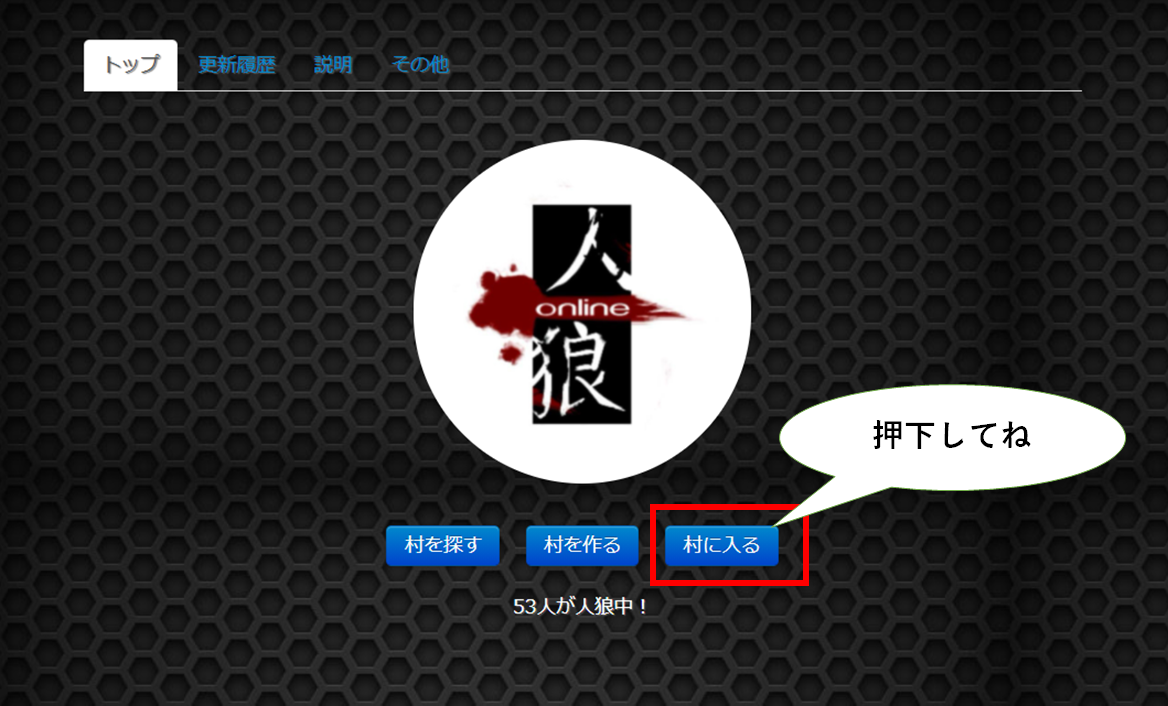 トップ 更新履歴 説明 その他
人
online
狼
押下してね
村を探す 村を作る 村に入る
53人が人狼中！